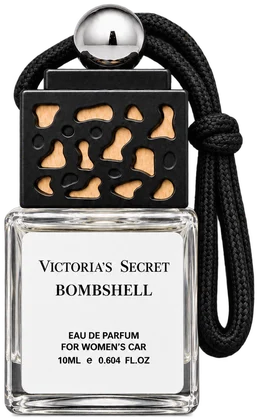 VICTORIA'S SECRET
BOMBSHELL
EAU DE PARFUM
FOR WOMEN'S CAR
10ML e 0.604 FL.OZ